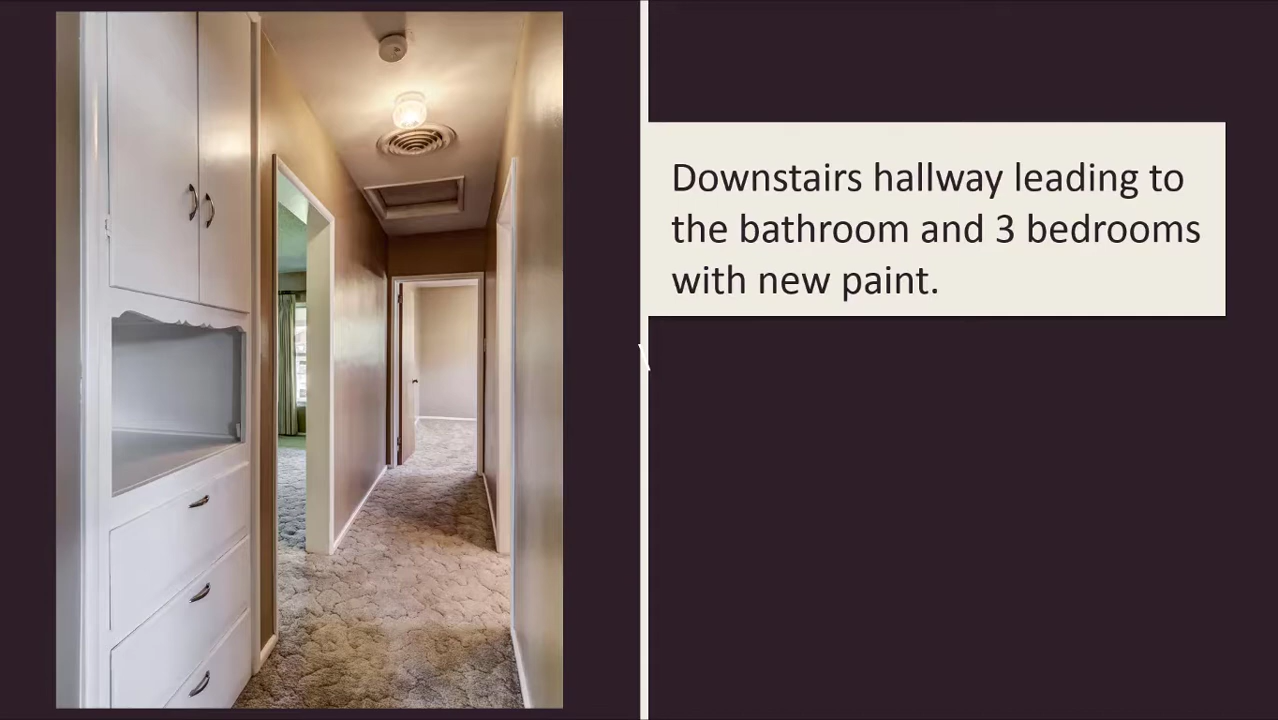 Downstairs hallway leading to
the bathroom and 3 bedrooms
with new paint.